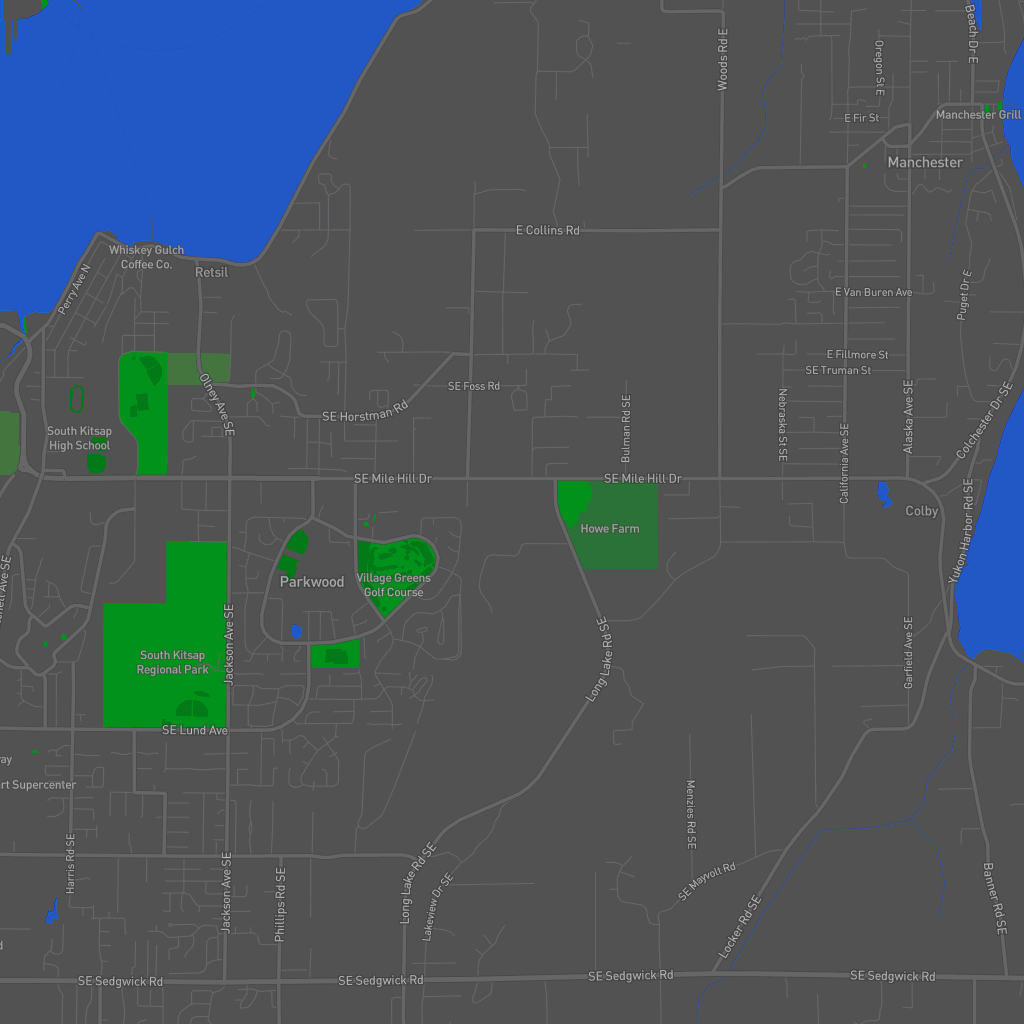 Beach Dr E
Woods Rd E
Oregon St E
Manchester Grill
E Fir St
Manchester
E Collins Rd
Whiskey Gulch
Coffee Co.
Retsil
Perry Ave N
Puget Dr E
E Van Buren Ave
E Fillmore St
SE Truman St
SE Foss Rd
Olney Ave SE
SE Horstman Rd
Bulman Rd SE
Nebraska St SE
California Ave SE
Alaska Ave SE
Colchester Dr SE
South Kitsap
High School
SE Mile Hill Dr
SE Mile Hill Dr
Colby
Howe Farm
Yukon Harbor Rd SE
Parkwood
Village Greens
Golf Course
hell Ave SE
Jackson Ave SE
South Kitsap
Regional Park
Long Lake Rd SE
Garfield Ave SE
SE Lund Ave
ay
rt Supercenter
Menzies Rd SE
Harris Rd SE
Jackson Ave SE
Phillips Rd SE
Long Lake Rd SE
Lakeview Dr SE
SE Mayvolt Rd
Locker Rd SE
Banner Rd SE
d
SE Sedgwick Rd
SE Sedgwick Rd
SE Sedgwick Rd
SE Sedgwick Rd